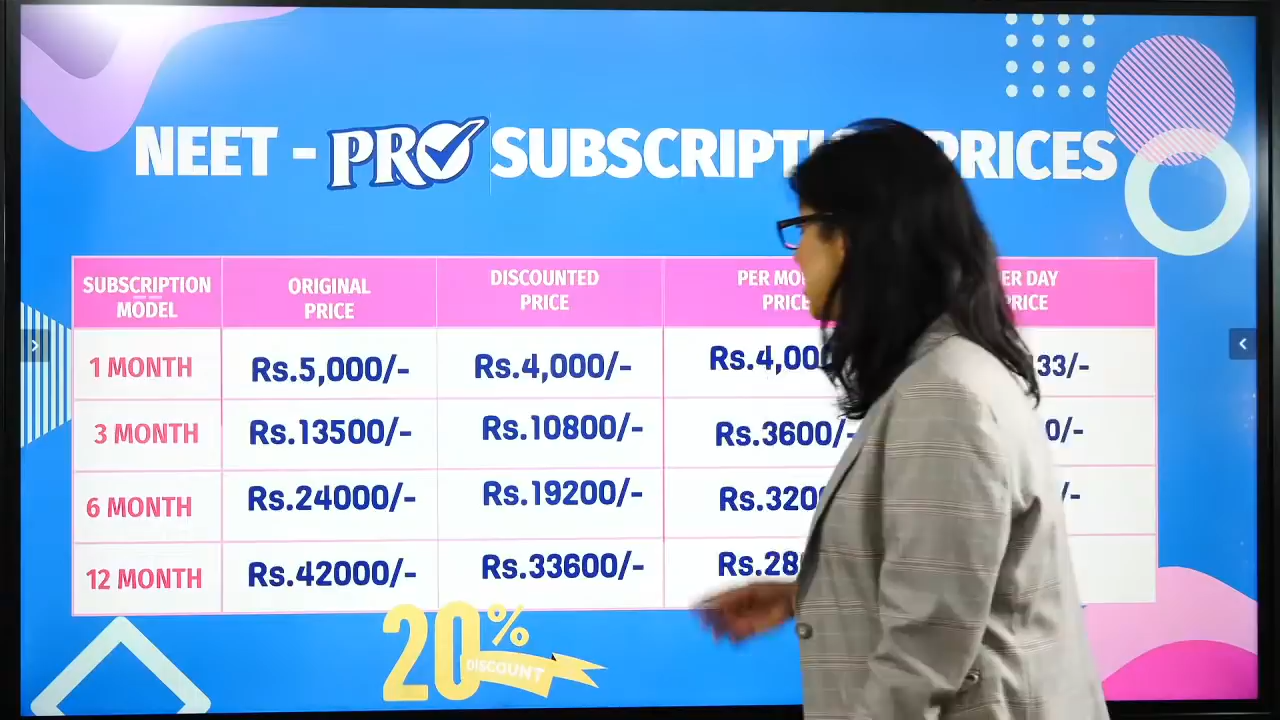 NEET - PRO SUBSCRIPTION PRICES
SUBSCRIPTION MODEL
ORIGINAL PRICE
DISCOUNTED PRICE
PER MO
PRICE
ER DAY
RICE
1 MONTH Rs.5,000/- Rs.4,000/- Rs.4,00 33/-
3 MONTH Rs.13500/- Rs.10800/- Rs.3600/- 0/-
6 MONTH Rs.24000/- Rs.19200/- Rs.320 /-
12 MONTH Rs.42000/- Rs.33600/- Rs.28
20%
DISCOUNT